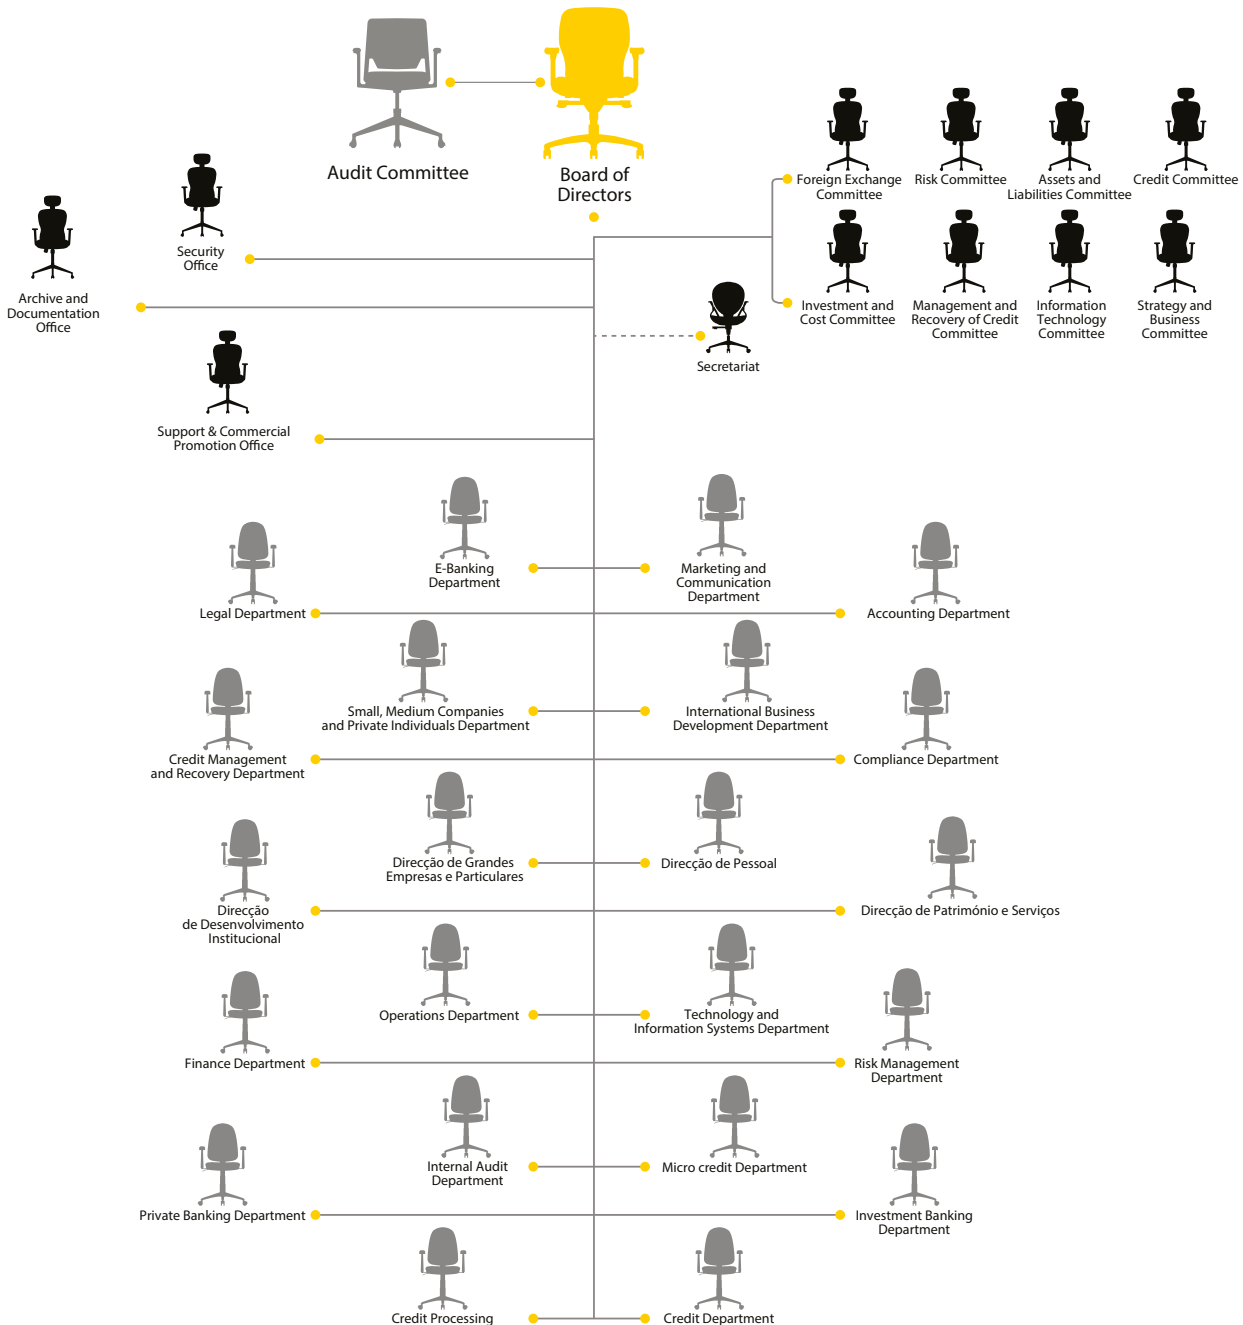 Audit Committee
Board of
Directors
Foreign Exchange
Committee
Risk Committee
Assets and
Liabilities Committee
Credit Committee
Security
Office
Archive and
Documentation
Office
Investment and
Cost Committee
Management and
Recovery of Credit
Committee
Information
Technology
Committee
Strategy and
Business
Committee
Secretariat
Support & Commercial
Promotion Office
E-Banking
Department
Marketing and
Communication
Department
Legal Department
Accounting Department
Small, Medium Companies
and Private Individuals Department
International Business
Development Department
Credit Management
and Recovery Department
Compliance Department
Direcção de Grandes
Empresas e Particulares
Direcção de Pessoal
Direcção
de Desenvolvimento
Institucional
Direcção de Património e Serviços
Operations Department
Technology and
Information Systems Department
Finance Department
Risk Management
Department
Internal Audit
Department
Micro credit Department
Private Banking Department
Investment Banking
Department
Credit Processing
Credit Department